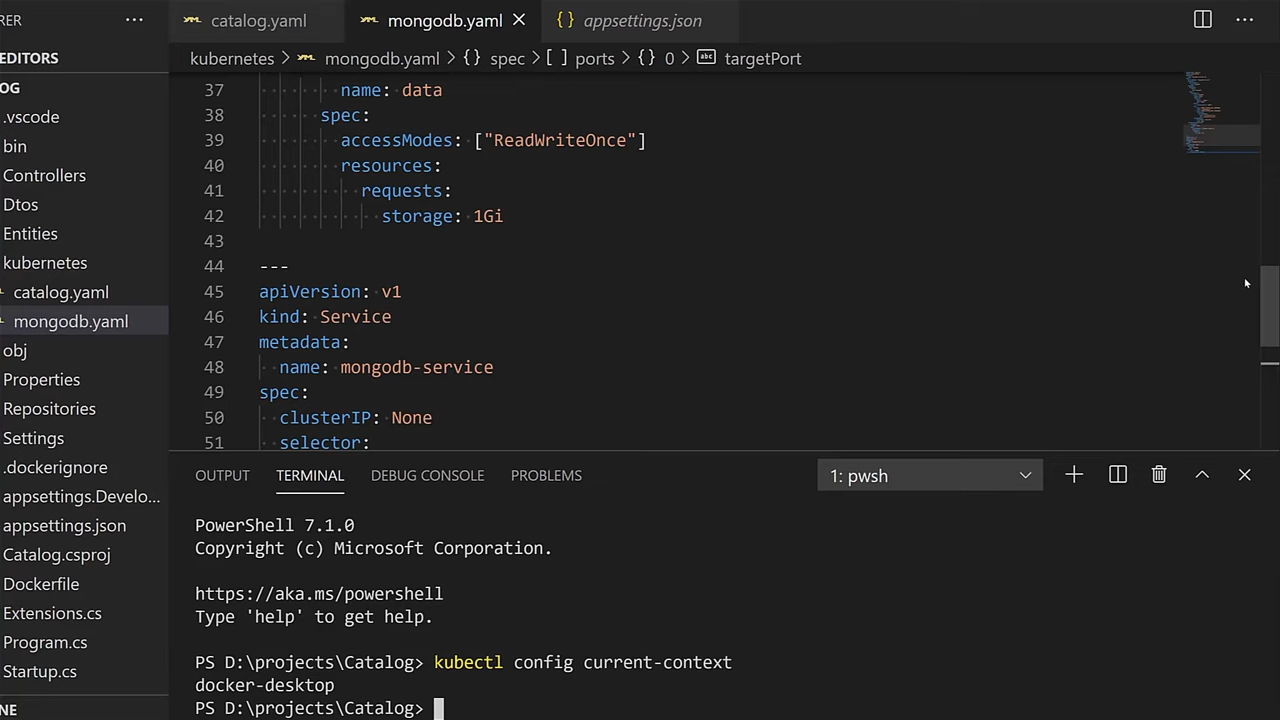 RER ···
catalog.yaml mongodb.yaml {} appsettings.json ···
EDITORS
kubernetes > mongodb.yaml > {} spec > [ ] ports > {} 0 > abc targetPort
OG
.vscode
bin
Controllers
Dtos
Entities
kubernetes
catalog.yaml
mongodb.yaml
obj
Properties
Repositories
Settings
.dockerignore
appsettings.Develo...
appsettings.json
Catalog.csproj
Dockerfile
Extensions.cs
Program.cs
Startup.cs
NE
37 name: data
38 spec:
39 accessModes: ["ReadWriteOnce"]
40 resources:
41 requests:
42 storage: 1Gi
43
44 ---
45 apiVersion: v1
46 kind: Service
47 metadata:
48 name: mongodb-service
49 spec:
50 clusterIP: None
51 selector:
OUTPUT TERMINAL DEBUG CONSOLE PROBLEMS 1: pwsh
PowerShell 7.1.0
Copyright (c) Microsoft Corporation.
https://aka.ms/powershell
Type 'help' to get help.
PS D:\projects\Catalog> kubectl config current-context
docker-desktop
PS D:\projects\Catalog>